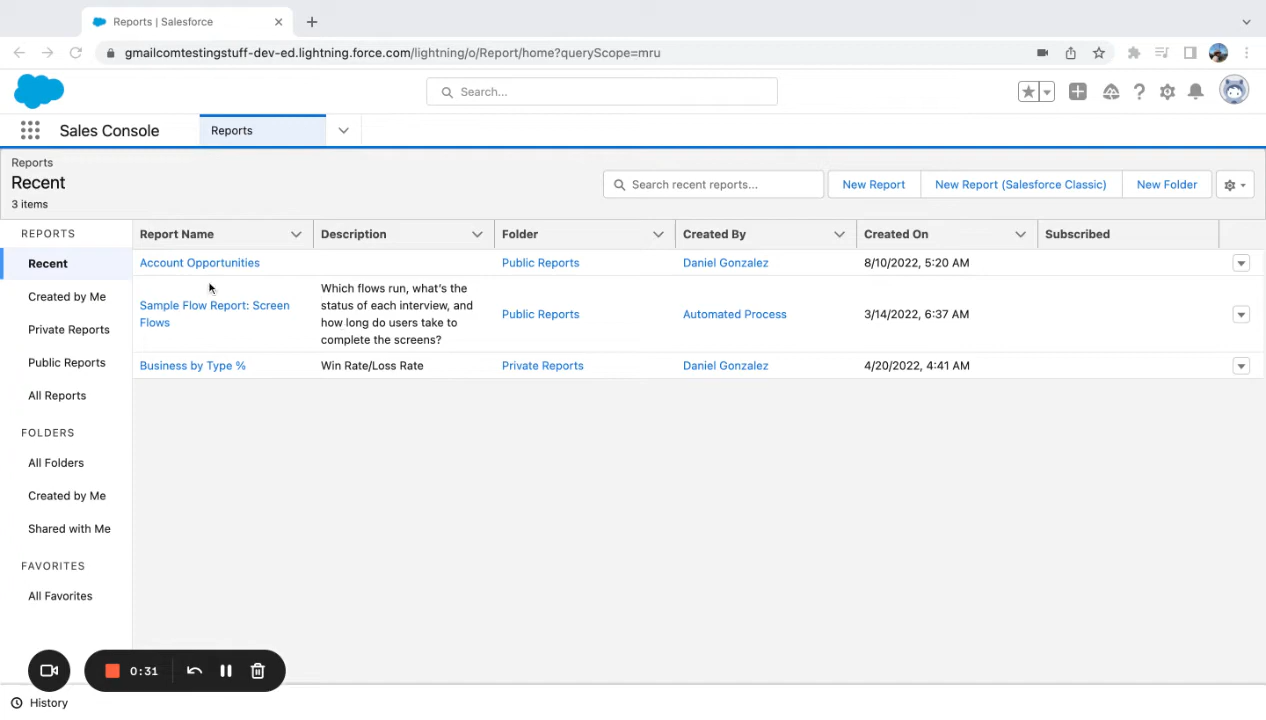 Reports | Salesforce
gmailcomtestingstuff-dev-ed.lightning.force.com/lightning/o/Report/home?queryScope=mru
Search...
Sales Console
Reports
Reports
Recent
3 items
Search recent reports...
New Report
New Report (Salesforce Classic)
New Folder
REPORTS
Recent
Created by Me
Private Reports
Public Reports
All Reports
FOLDERS
All Folders
Created by Me
Shared with Me
FAVORITES
All Favorites
Report Name Description Folder Created By Created On Subscribed
Account Opportunities Public Reports Daniel Gonzalez 8/10/2022, 5:20 AM
Sample Flow Report: Screen
Flows
Which flows run, what's the
status of each interview, and
how long do users take to
complete the screens?
Public Reports Automated Process 3/14/2022, 6:37 AM
Business by Type % Win Rate/Loss Rate Private Reports Daniel Gonzalez 4/20/2022, 4:41 AM
0:31
History